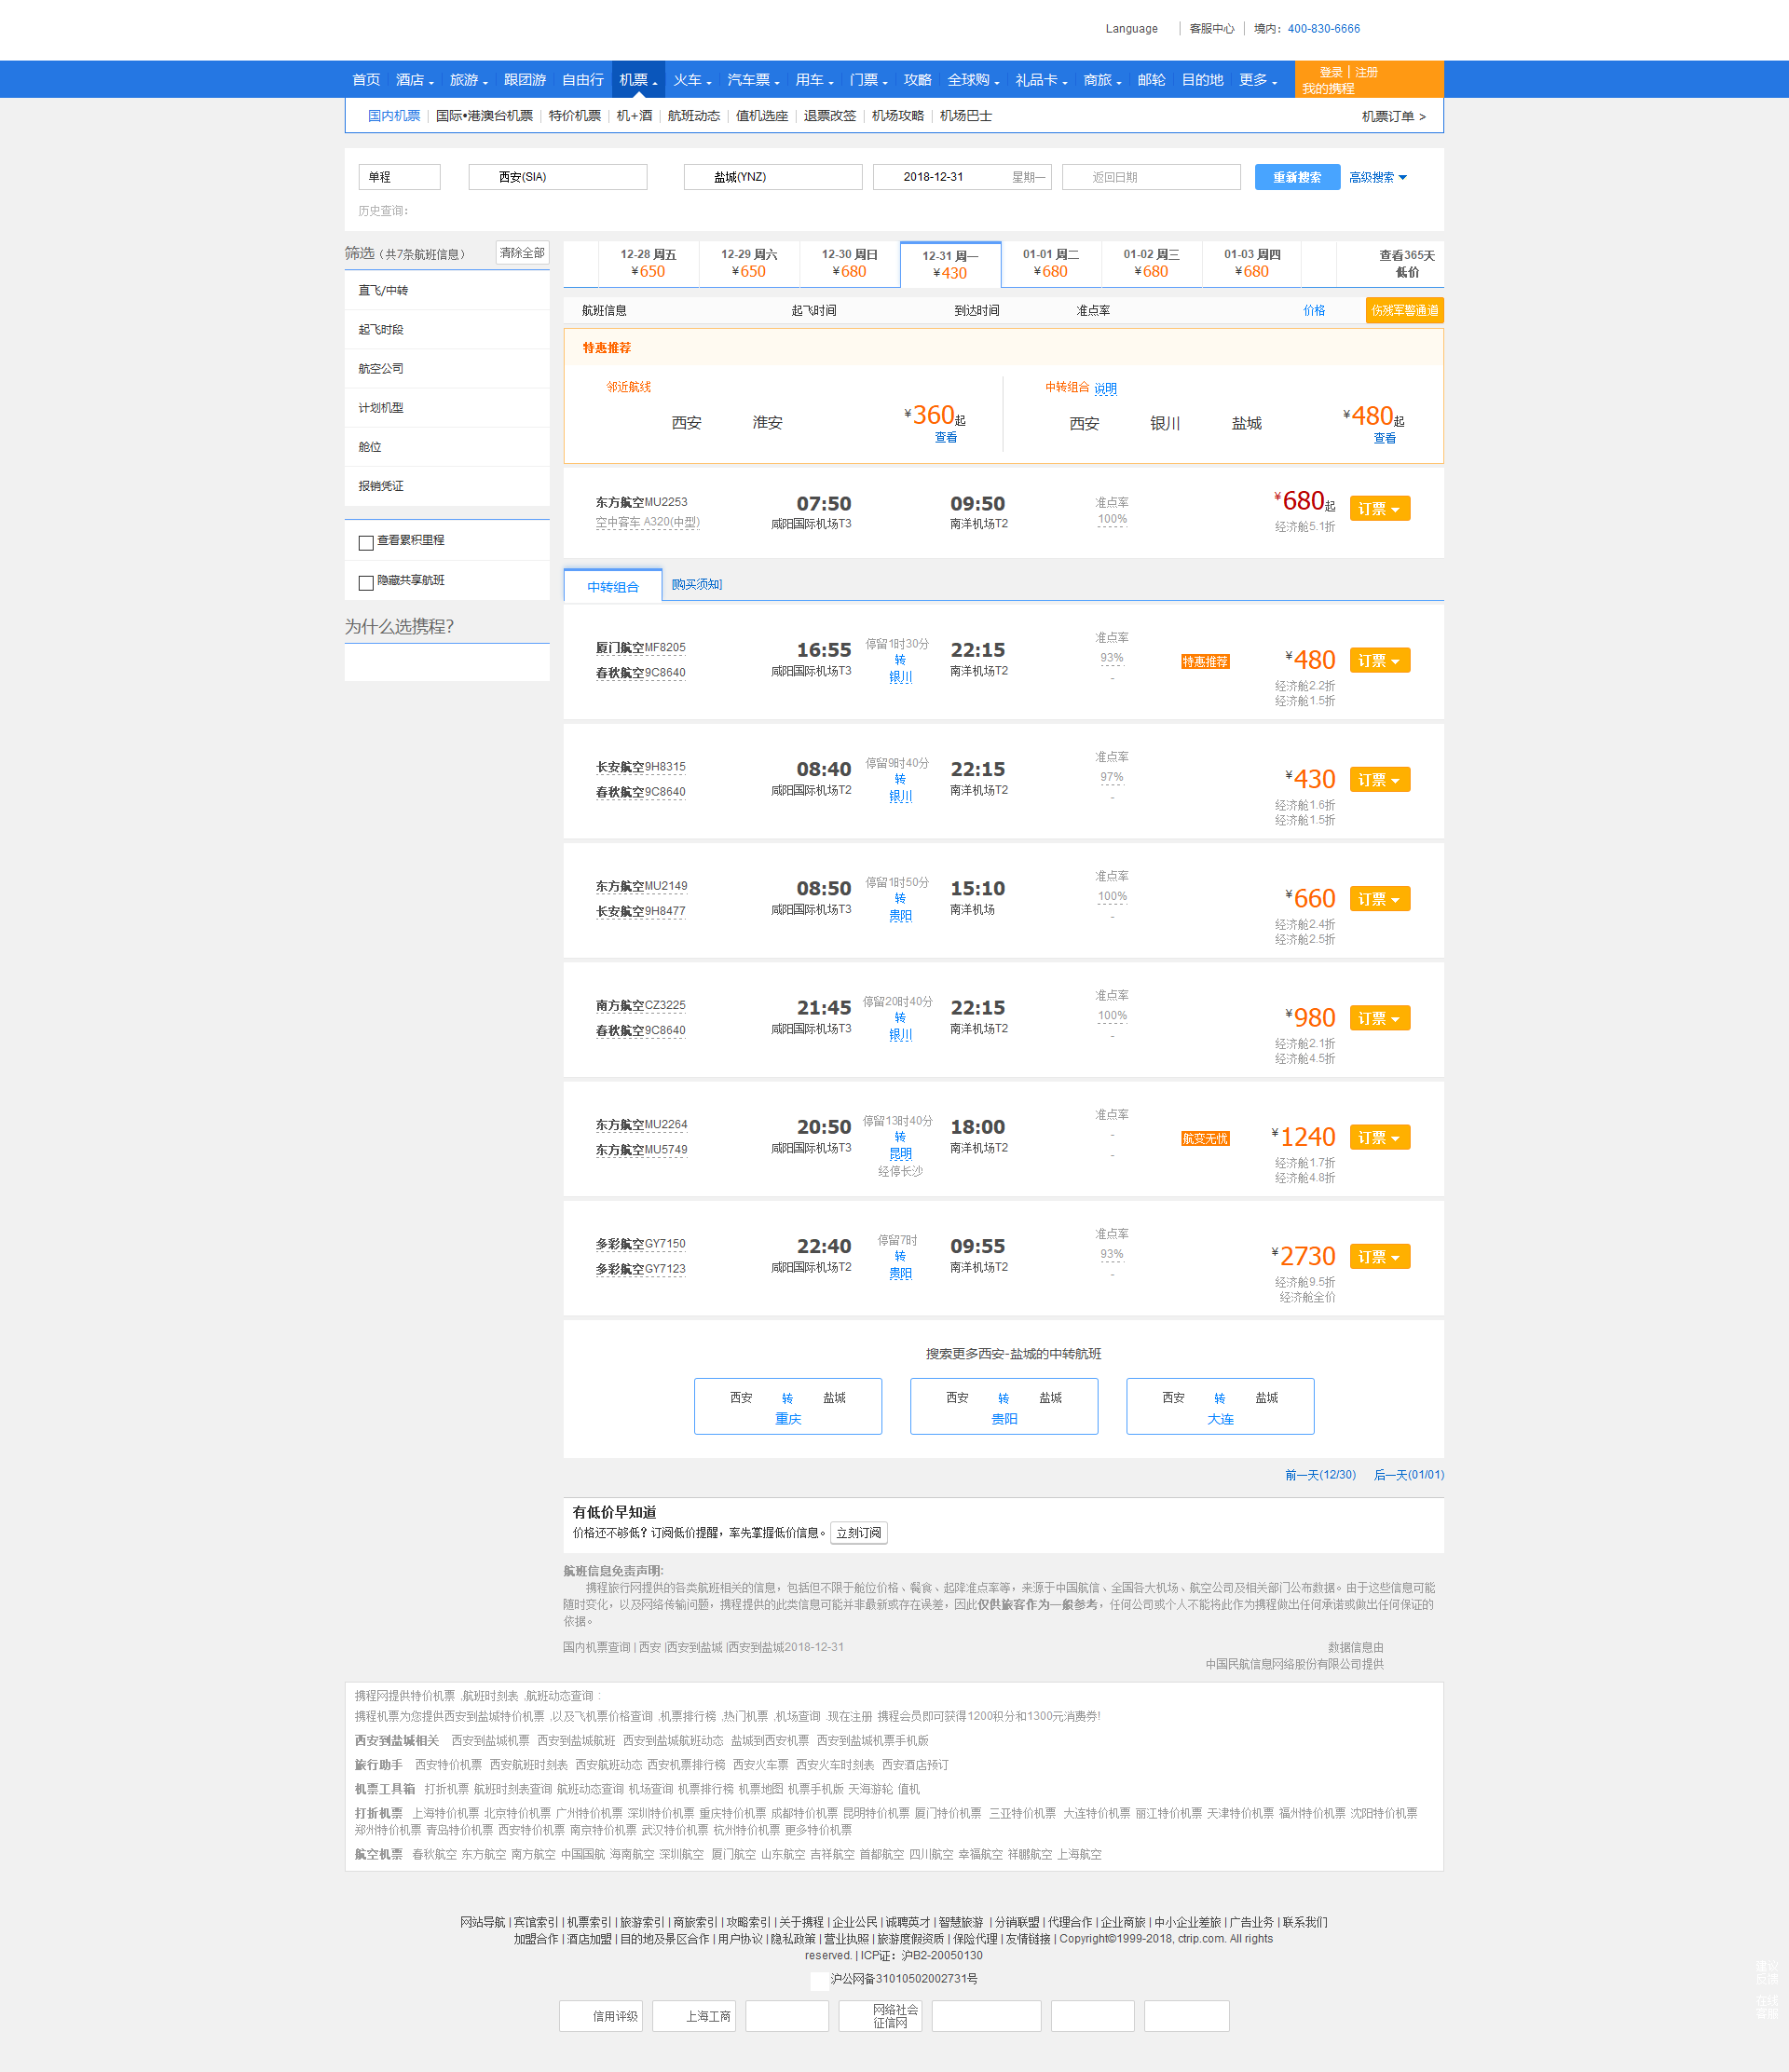 Language 客服中心 境内：400-830-6666
首页 酒店 旅游 跟团游 自由行 机票 火车 汽车票 用车 门票 攻略 全球购 礼品卡 商旅 邮轮 目的地 更多
登录 注册
我的携程
国内机票 国际•港澳台机票 特价机票 机+酒 航班动态 值机选座 退票改签 机场攻略 机场巴士 机票订单 >
单程 西安(SIA) 盐城(YNZ) 2018-12-31 星期一 返回日期 重新搜索 高级搜索
历史查询：
筛选（共7条航班信息） 清除全部
直飞/中转
起飞时段
航空公司
计划机型
舱位
报销凭证
查看累积里程
隐藏共享航班
为什么选携程?
12-28 周五 12-29 周六 12-30 周日 12-31 周一 01-01 周二 01-02 周三 01-03 周四 查看365天
¥650 ¥650 ¥680 ¥430 ¥680 ¥680 ¥680 低价
航班信息 起飞时间 到达时间 准点率 价格 伤残军警通道
特惠推荐
邻近航线 中转组合 说明
西安 淮安 ¥360起 西安 银川 盐城 ¥480起
查看 查看
东方航空MU2253 07:50 09:50 准点率 ¥680起 订票
空中客车 A320(中型) 咸阳国际机场T3 南洋机场T2 100% 经济舱5.1折
中转组合 [购买须知]
厦门航空MF8205 16:55 停留1时30分 22:15 准点率
春秋航空9C8640 咸阳国际机场T3 转 南洋机场T2 93% 特惠推荐 ¥480 订票
银川 -
经济舱2.2折
经济舱1.5折
长安航空9H8315 08:40 停留9时40分 22:15 准点率
春秋航空9C8640 咸阳国际机场T2 转 南洋机场T2 97% ¥430 订票
银川 -
经济舱1.6折
经济舱1.5折
东方航空MU2149 08:50 停留1时50分 15:10 准点率
长安航空9H8477 咸阳国际机场T3 转 南洋机场 100% ¥660 订票
贵阳 -
经济舱2.4折
经济舱2.5折
南方航空CZ3225 21:45 停留20时40分 22:15 准点率
春秋航空9C8640 咸阳国际机场T3 转 南洋机场T2 100% ¥980 订票
银川 -
经济舱2.1折
经济舱4.5折
东方航空MU2264 20:50 停留13时40分 18:00 准点率
东方航空MU5749 咸阳国际机场T3 转 南洋机场T2 - 航变无忧 ¥1240 订票
昆明 -
经停长沙
经济舱1.7折
经济舱4.8折
多彩航空GY7150 22:40 停留7时 09:55 准点率
多彩航空GY7123 咸阳国际机场T2 转 南洋机场T2 93% ¥2730 订票
贵阳 -
经济舱9.5折
经济舱全价
搜索更多西安-盐城的中转航班
西安 转 盐城 西安 转 盐城 西安 转 盐城
重庆 贵阳 大连
前一天(12/30) 后一天(01/01)
有低价早知道
价格还不够低？订阅低价提醒，率先掌握低价信息。 立刻订阅
航班信息免责声明:
携程旅行网提供的各类航班相关的信息，包括但不限于舱位价格、餐食、起降准点率等，来源于中国航信、全国各大机场、航空公司及相关部门公布数据。由于这些信息可能
随时变化，以及网络传输问题，携程提供的此类信息可能并非最新或存在误差，因此仅供旅客作为一般参考，任何公司或个人不能将此作为携程做出任何承诺或做出任何保证的
依据。
国内机票查询 | 西安 |西安到盐城 |西安到盐城2018-12-31 数据信息由
中国民航信息网络股份有限公司提供
携程网提供特价机票 ,航班时刻表 ,航班动态查询 :
携程机票为您提供西安到盐城特价机票 ,以及飞机票价格查询 ,机票排行榜 ,热门机票 ,机场查询 ,现在注册 携程会员即可获得1200积分和1300元消费券!
西安到盐城相关 西安到盐城机票 西安到盐城航班 西安到盐城航班动态 盐城到西安机票 西安到盐城机票手机版
旅行助手 西安特价机票 西安航班时刻表 西安航班动态 西安机票排行榜 西安火车票 西安火车时刻表 西安酒店预订
机票工具箱 打折机票 航班时刻表查询 航班动态查询 机场查询 机票排行榜 机票地图 机票手机版 天海游轮 值机
打折机票 上海特价机票 北京特价机票 广州特价机票 深圳特价机票 重庆特价机票 成都特价机票 昆明特价机票 厦门特价机票 三亚特价机票 大连特价机票 丽江特价机票 天津特价机票 福州特价机票 沈阳特价机票
郑州特价机票 青岛特价机票 西安特价机票 南京特价机票 武汉特价机票 杭州特价机票 更多特价机票
航空机票 春秋航空 东方航空 南方航空 中国国航 海南航空 深圳航空 厦门航空 山东航空 吉祥航空 首都航空 四川航空 幸福航空 祥鹏航空 上海航空
网站导航 | 宾馆索引 | 机票索引 | 旅游索引 | 商旅索引 | 攻略索引 | 关于携程 | 企业公民 | 诚聘英才 | 智慧旅游 | 分销联盟 | 代理合作 | 企业商旅 | 中小企业差旅 | 广告业务 | 联系我们
加盟合作 | 酒店加盟 | 目的地及景区合作 | 用户协议 | 隐私政策 | 营业执照 | 旅游度假资质 | 保险代理 | 友情链接 | Copyright©1999-2018, ctrip.com. All rights
reserved. | ICP证：沪B2-20050130
沪公网备31010502002731号
信用评级 上海工商 网络社会
征信网
建议
反馈
在线
客服